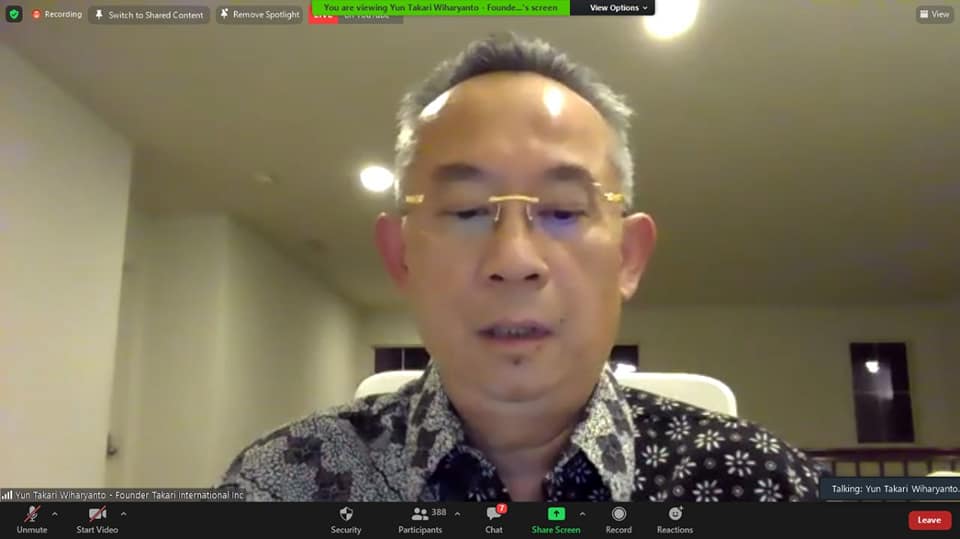 Recording
Switch to Shared Content
Remove Spotlight
LIVE on YouTube
You are viewing Yun Takari Wiharyanto - Founde...'s screen
View Options
View
Yun Takari Wiharyanto - Founder Takari International Inc
Talking: Yun Takari Wiharyanto...
Unmute
Start Video
Security
388
Participants
7
Chat
Share Screen
Record
Reactions
Leave